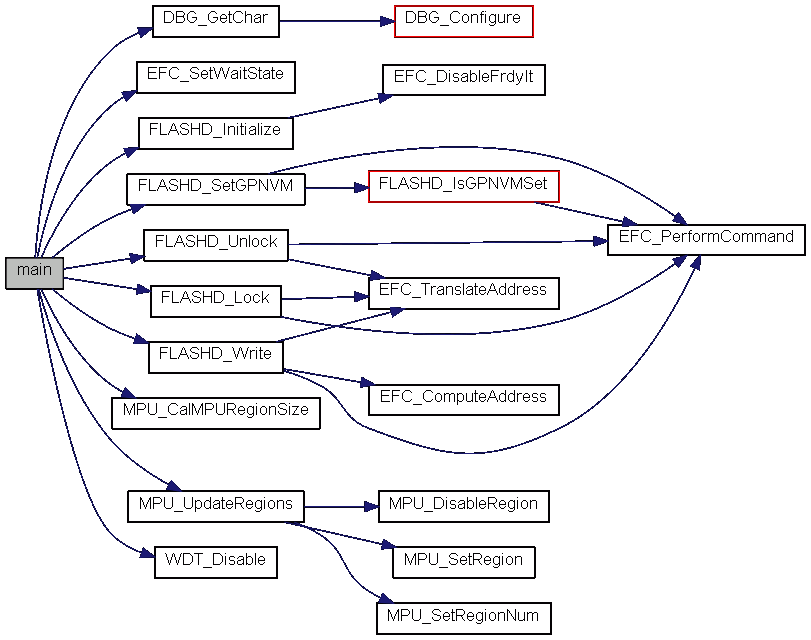 DBG_GetChar
DBG_Configure
EFC_SetWaitState
EFC_DisableFrdyIt
FLASHD_Initialize
FLASHD_SetGPNVM
FLASHD_IsGPNVMSet
EFC_PerformCommand
FLASHD_Unlock
main
EFC_TranslateAddress
FLASHD_Lock
FLASHD_Write
EFC_ComputeAddress
MPU_CalMPURegionSize
MPU_UpdateRegions
MPU_DisableRegion
WDT_Disable
MPU_SetRegion
MPU_SetRegionNum